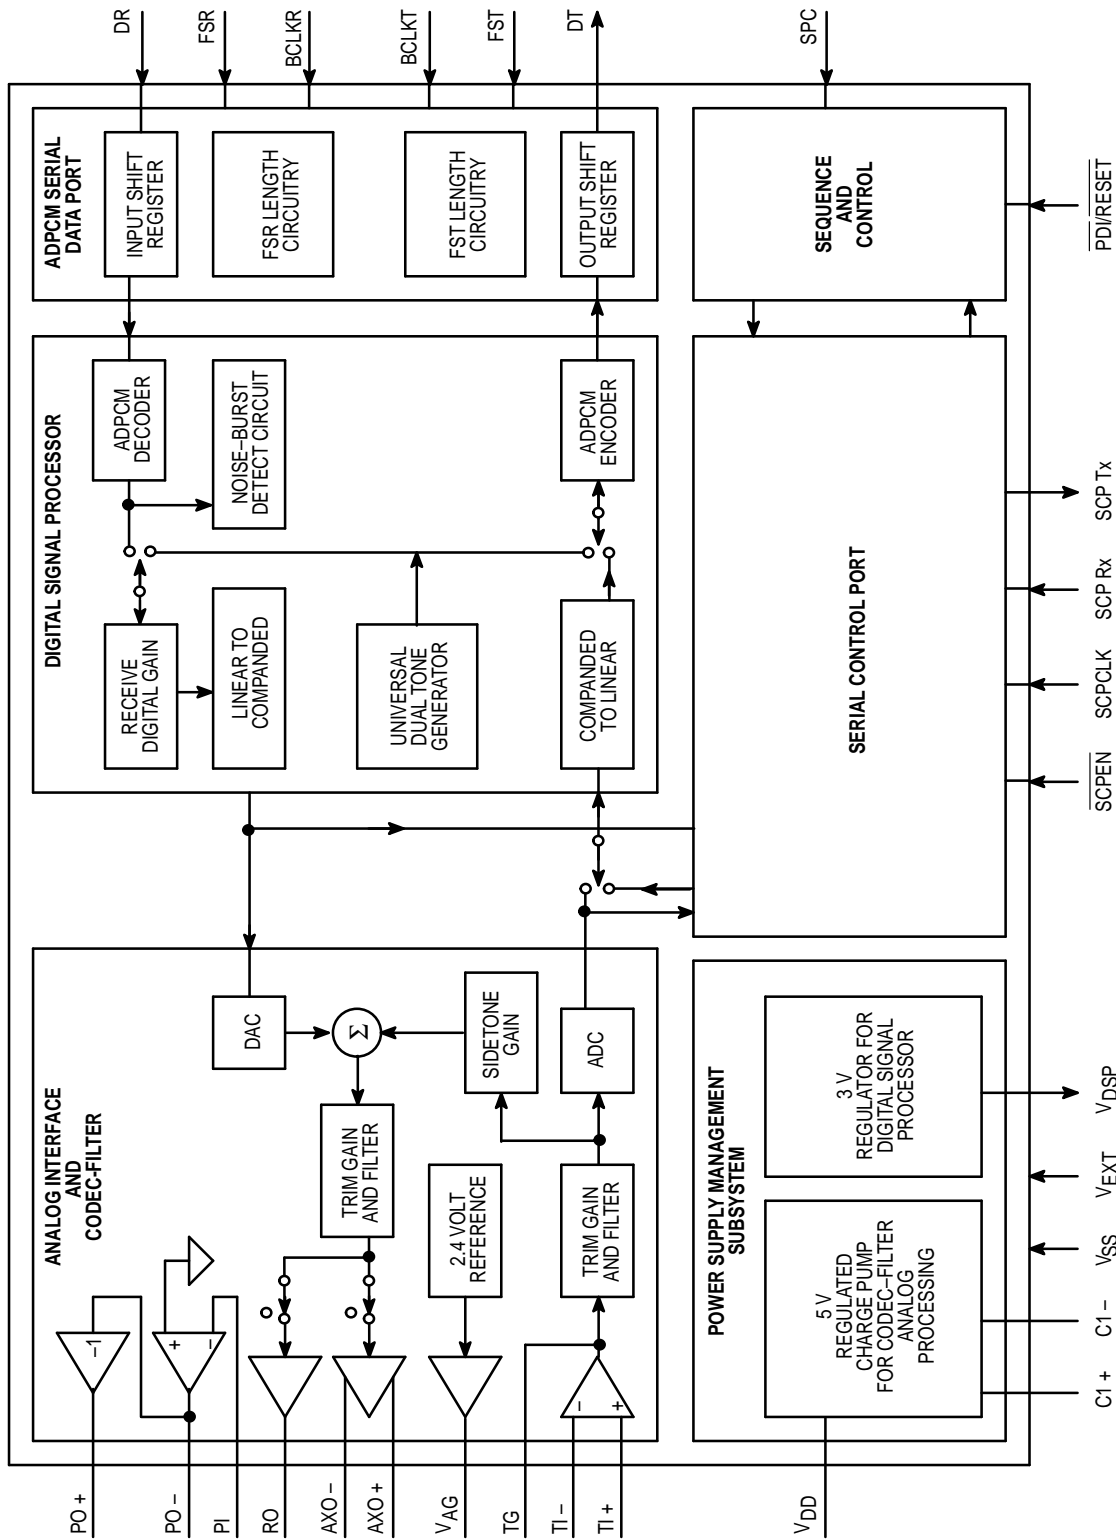 PO +
PO –
PI
RO
AXO –
AXO +
VAG
TG
TI –
TI +
VDD
ANALOG INTERFACE
AND
CODEC-FILTER
–1
+
–
DAC
Σ
TRIM GAIN
AND FILTER
SIDETONE
GAIN
2.4 VOLT
REFERENCE
TRIM GAIN
AND FILTER
ADC
–
+
DIGITAL SIGNAL PROCESSOR
RECEIVE
DIGITAL GAIN
ADPCM
DECODER
LINEAR TO
COMPANDED
NOISE–BURST
DETECT CIRCUIT
UNIVERSAL
DUAL TONE
GENERATOR
COMPANDED
TO LINEAR
ADPCM
ENCODER
ADPCM SERIAL
DATA PORT
INPUT SHIFT
REGISTER
FSR LENGTH
CIRCUITRY
FST LENGTH
CIRCUITRY
OUTPUT SHIFT
REGISTER
DR
FSR
BCLKR
BCLKT
FST
DT
SPC
POWER SUPPLY MANAGEMENT
SUBSYSTEM
5 V
REGULATED
CHARGE PUMP
FOR CODEC–FILTER
ANALOG
PROCESSING
3 V
REGULATOR FOR
DIGITAL SIGNAL
PROCESSOR
SERIAL CONTROL PORT
SEQUENCE
AND
CONTROL
C1 +
C1 –
VSS
VEXT
VDSP
SCPEN
SCPCLK
SCP Rx
SCP Tx
PDI/RESET